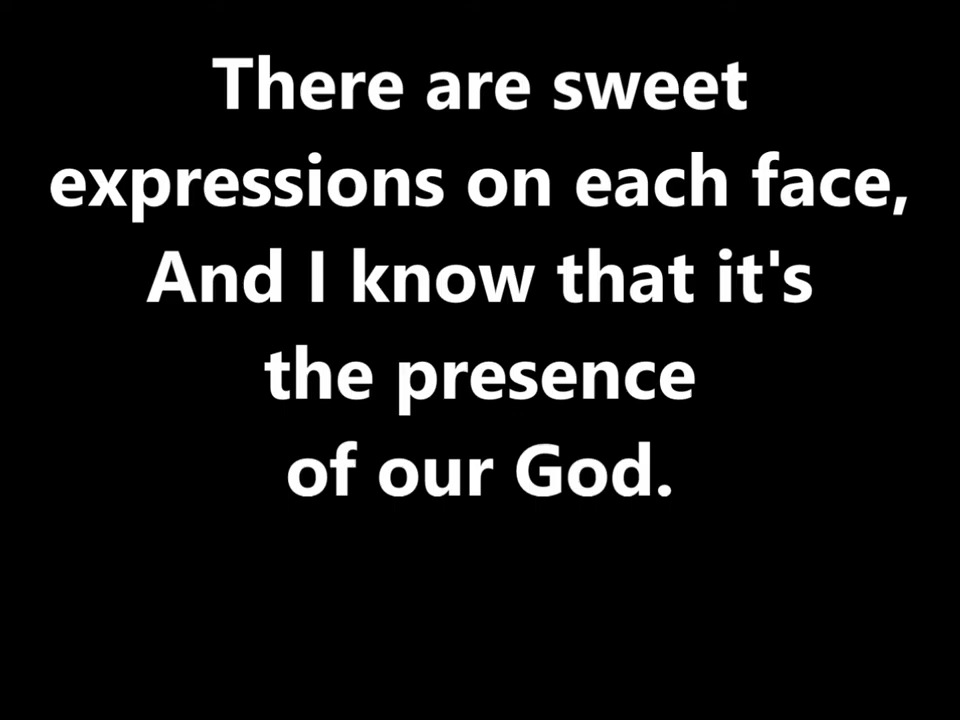 There are sweet
expressions on each face,
And I know that it's
the presence
of our God.